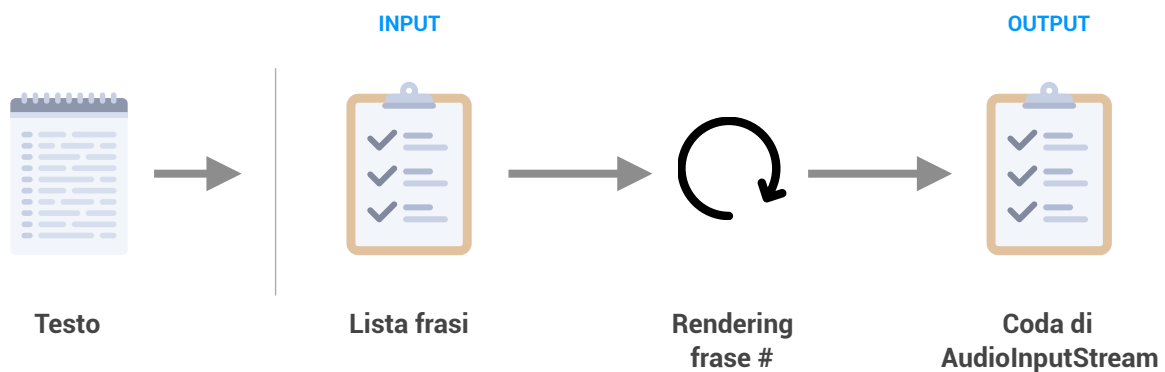 INPUT
OUTPUT
Testo
Lista frasi
Rendering
frase #
Coda di
AudioInputStream